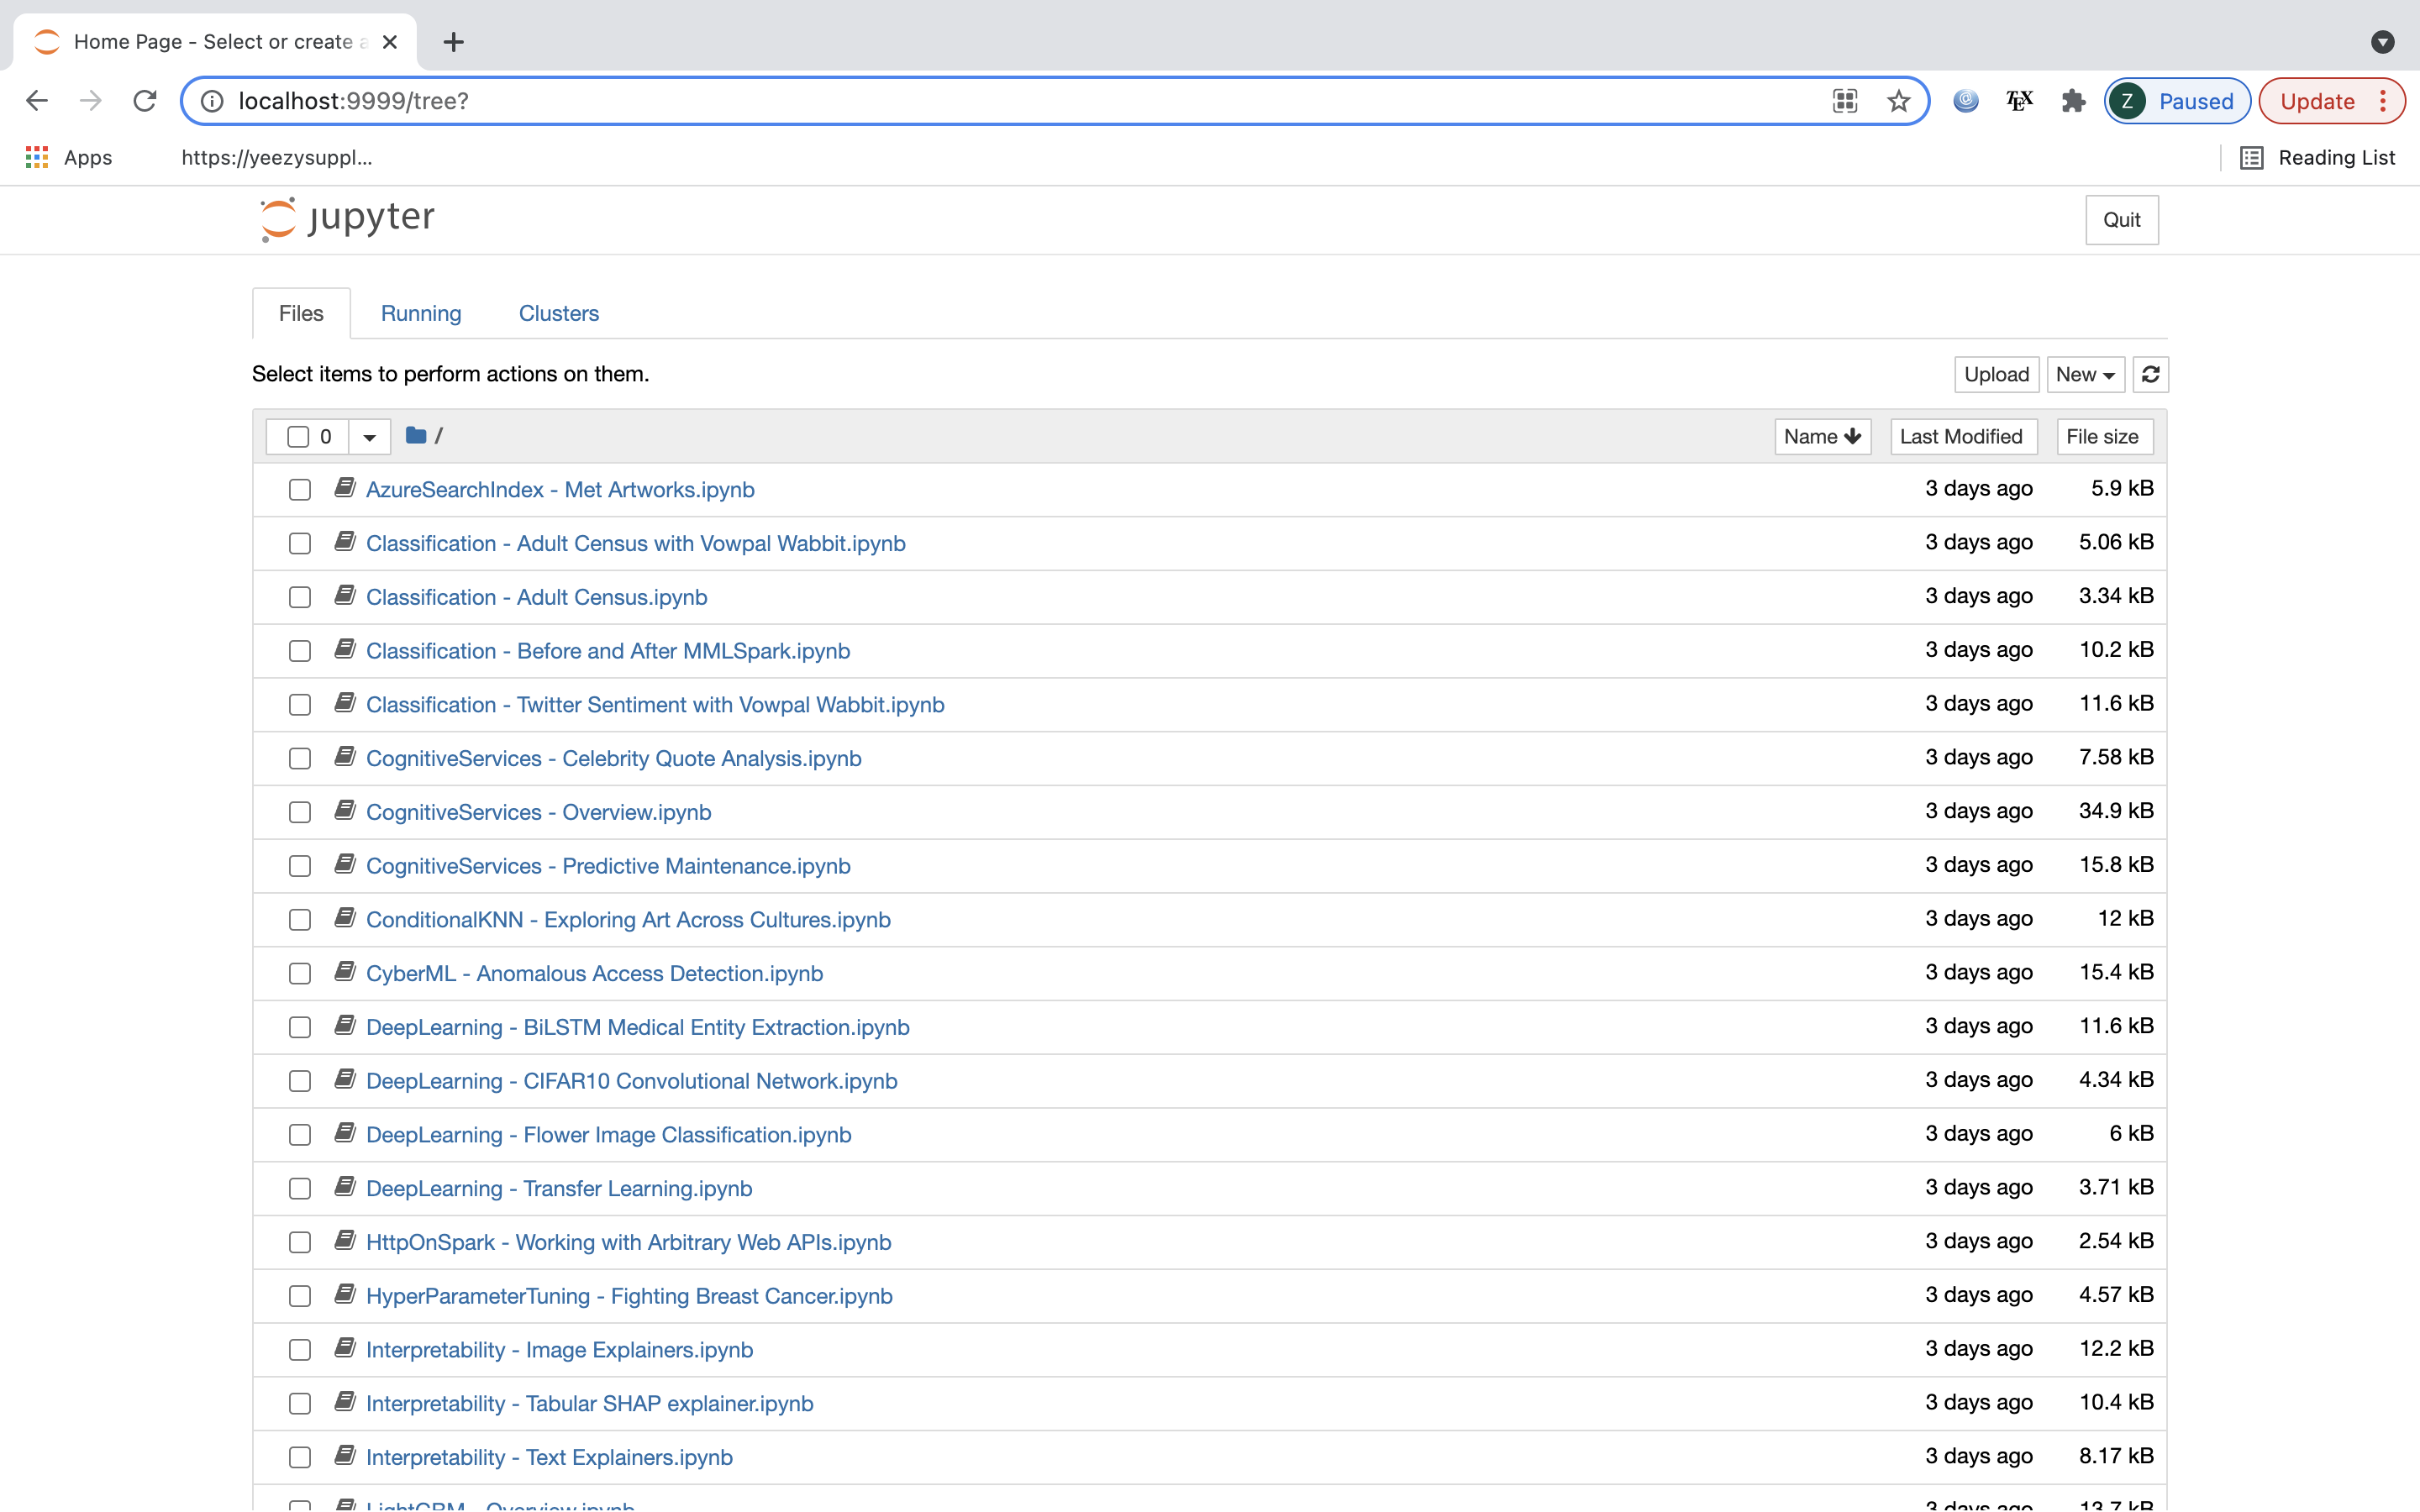 Home Page - Select or create a
localhost:9999/tree?
Z Paused
Update
Apps
https://yeezysuppl...
Reading List
jupyter
Quit
Files Running Clusters
Select items to perform actions on them.
Upload New
0 /
Name Last Modified File size
AzureSearchIndex - Met Artworks.ipynb 3 days ago 5.9 kB
Classification - Adult Census with Vowpal Wabbit.ipynb 3 days ago 5.06 kB
Classification - Adult Census.ipynb 3 days ago 3.34 kB
Classification - Before and After MMLSpark.ipynb 3 days ago 10.2 kB
Classification - Twitter Sentiment with Vowpal Wabbit.ipynb 3 days ago 11.6 kB
CognitiveServices - Celebrity Quote Analysis.ipynb 3 days ago 7.58 kB
CognitiveServices - Overview.ipynb 3 days ago 34.9 kB
CognitiveServices - Predictive Maintenance.ipynb 3 days ago 15.8 kB
ConditionalKNN - Exploring Art Across Cultures.ipynb 3 days ago 12 kB
CyberML - Anomalous Access Detection.ipynb 3 days ago 15.4 kB
DeepLearning - BiLSTM Medical Entity Extraction.ipynb 3 days ago 11.6 kB
DeepLearning - CIFAR10 Convolutional Network.ipynb 3 days ago 4.34 kB
DeepLearning - Flower Image Classification.ipynb 3 days ago 6 kB
DeepLearning - Transfer Learning.ipynb 3 days ago 3.71 kB
HttpOnSpark - Working with Arbitrary Web APIs.ipynb 3 days ago 2.54 kB
HyperParameterTuning - Fighting Breast Cancer.ipynb 3 days ago 4.57 kB
Interpretability - Image Explainers.ipynb 3 days ago 12.2 kB
Interpretability - Tabular SHAP explainer.ipynb 3 days ago 10.4 kB
Interpretability - Text Explainers.ipynb 3 days ago 8.17 kB
LightGBM - Overview.ipynb 3 days ago 13.7 kB